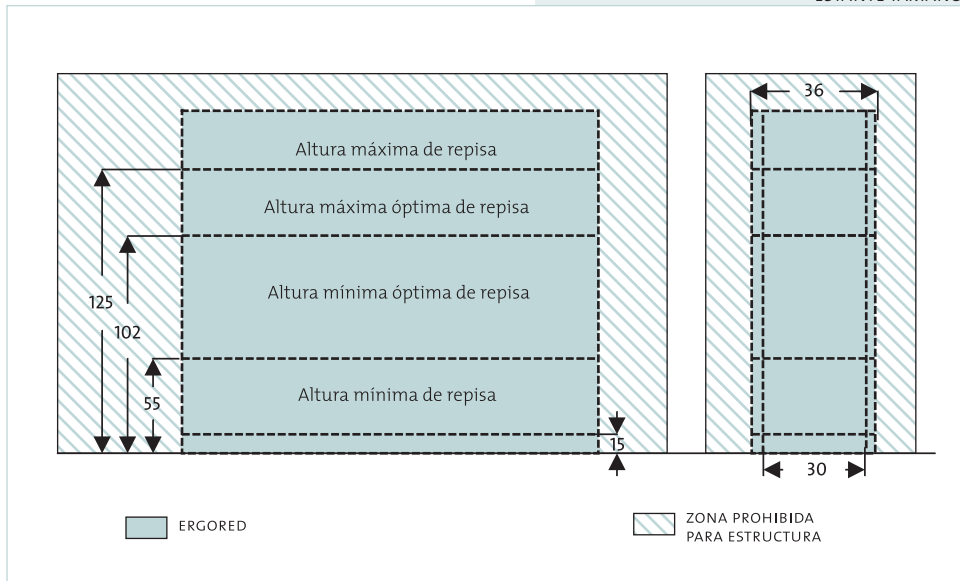 36
Altura máxima de repisa
Altura máxima óptima de repisa
Altura mínima óptima de repisa
125
102
55
Altura mínima de repisa
15
30
ERGORED
ZONA PROHIBIDA
PARA ESTRUCTURA